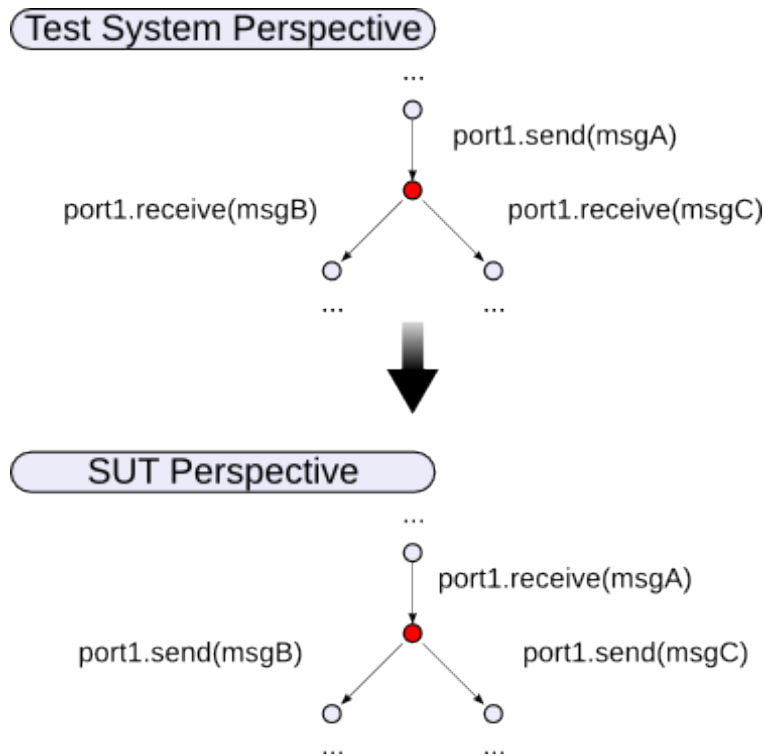 Test System Perspective
...
port1.send(msgA)
port1.receive(msgB)
port1.receive(msgC)
...
...
SUT Perspective
...
port1.receive(msgA)
port1.send(msgB)
port1.send(msgC)
...
...